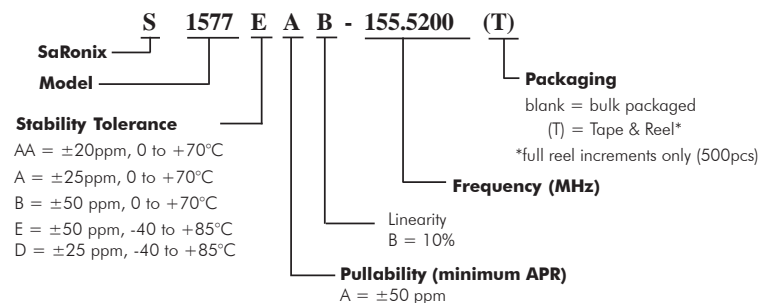 S 1577 E A B - 155.5200 (T)
SaRonix
Model
Stability Tolerance
AA = ±20ppm, 0 to +70°C
A = ±25ppm, 0 to +70°C
B = ±50 ppm, 0 to +70°C
E = ±50 ppm, -40 to +85°C
D = ±25 ppm, -40 to +85°C
Packaging
blank = bulk packaged
(T) = Tape & Reel*
*full reel increments only (500pcs)
Frequency (MHz)
Linearity
B = 10%
Pullability (minimum APR)
A = ±50 ppm